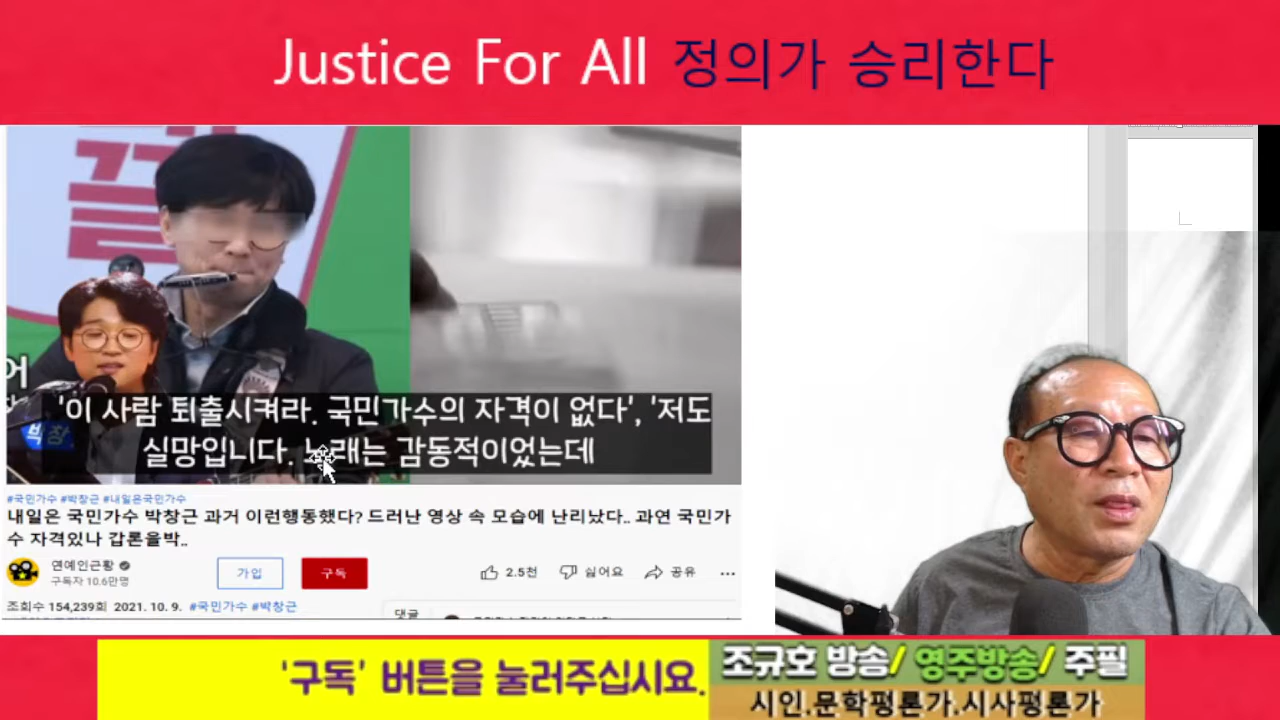 Justice For All 정의가 승리한다
끌
어
박창
'이 사람 퇴출시켜라. 국민가수의 자격이 없다', '저도
실망입니다. 노래는 감동적이었는데
#국민가수 #박창근 #내일은국민가수
내일은 국민가수 박창근 과거 이런행동했다? 드러난 영상 속 모습에 난리났다.. 과연 국민가
수 자격있나 갑론을박..
연예인근황
구독자 10.6만명
가입
구독
2.5천
싫어요
공유
조회수 154,239회 2021. 10. 9. #국민가수 #박창근
댓글
'구독' 버튼을 눌러주십시요.
조규호 방송/ 영주방송/ 주필
시인.문학평론가.시사평론가